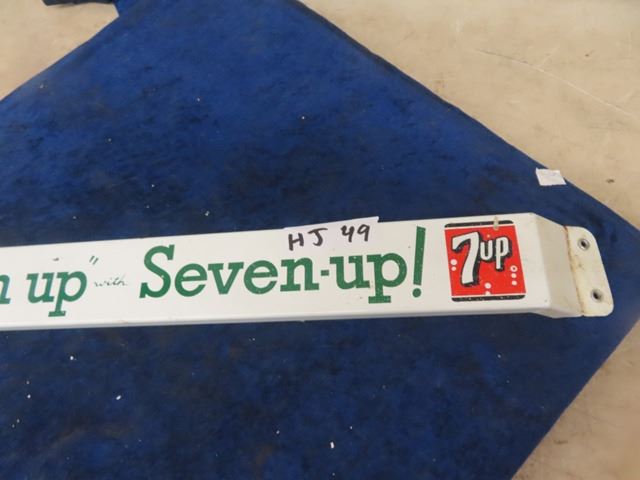 HJ 49
up" with Seven-up! 7up